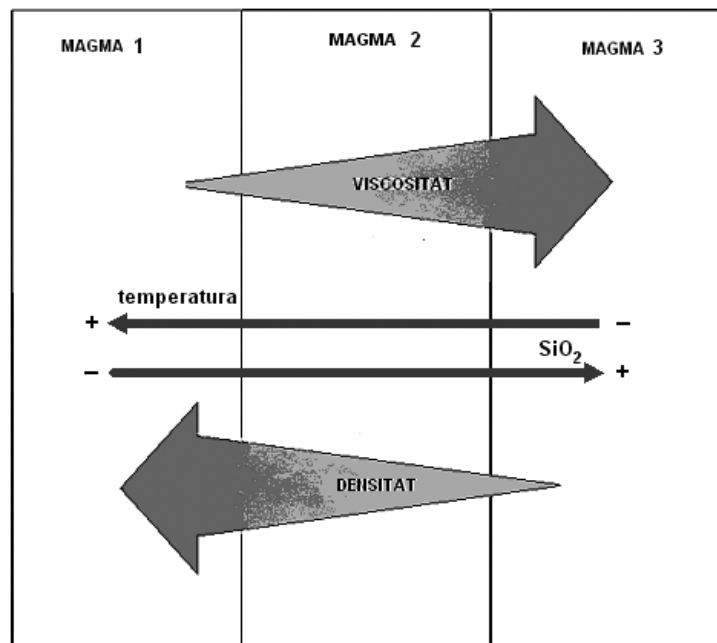 MAGMA 1
MAGMA 2
MAGMA 3
VISCOSITAT
temperatura
+ –
SiO₂
– +
DENSITAT